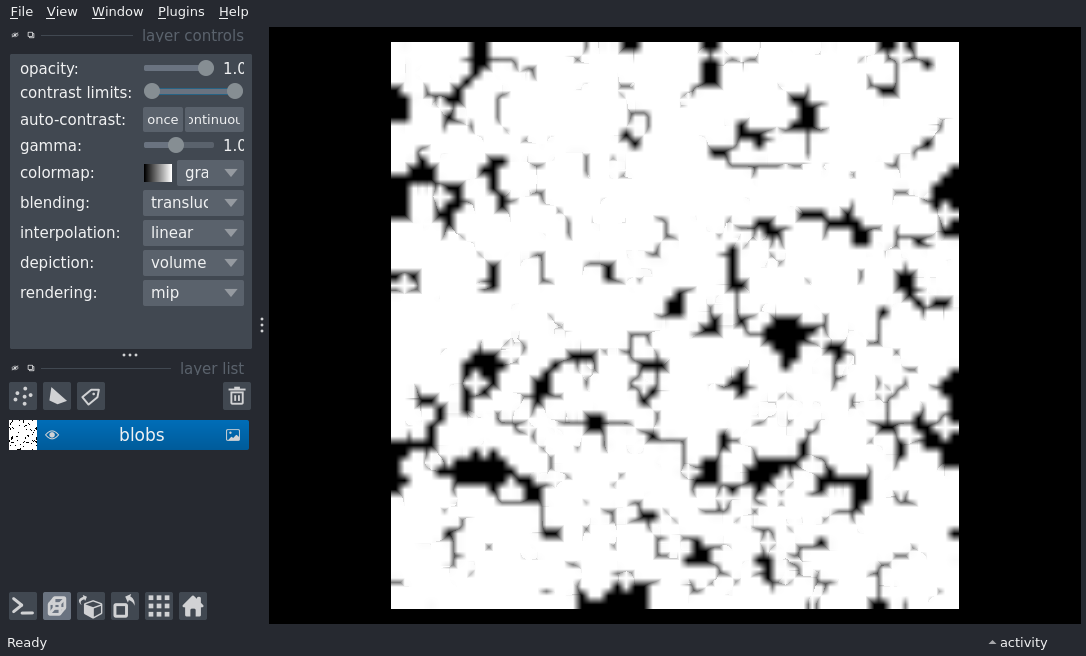 File View Window Plugins Help
layer controls
opacity: 1.0
contrast limits:
auto-contrast: once ontinuou
gamma: 1.0
colormap: gra
blending: transluc
interpolation: linear
depiction: volume
rendering: mip
layer list
blobs
Ready
activity